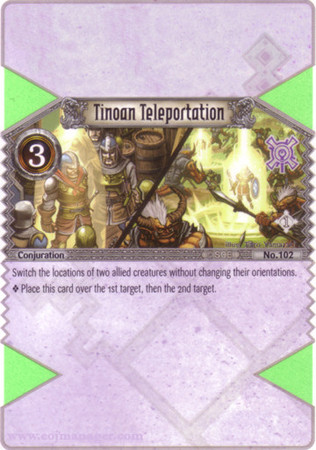 Tinoan Teleportation
3
Conjuration
No.102
Switch the locations of two allied creatures without changing their orientations.
❖ Place this card over the 1st target, then the 2nd target.
www.eojmanager.com